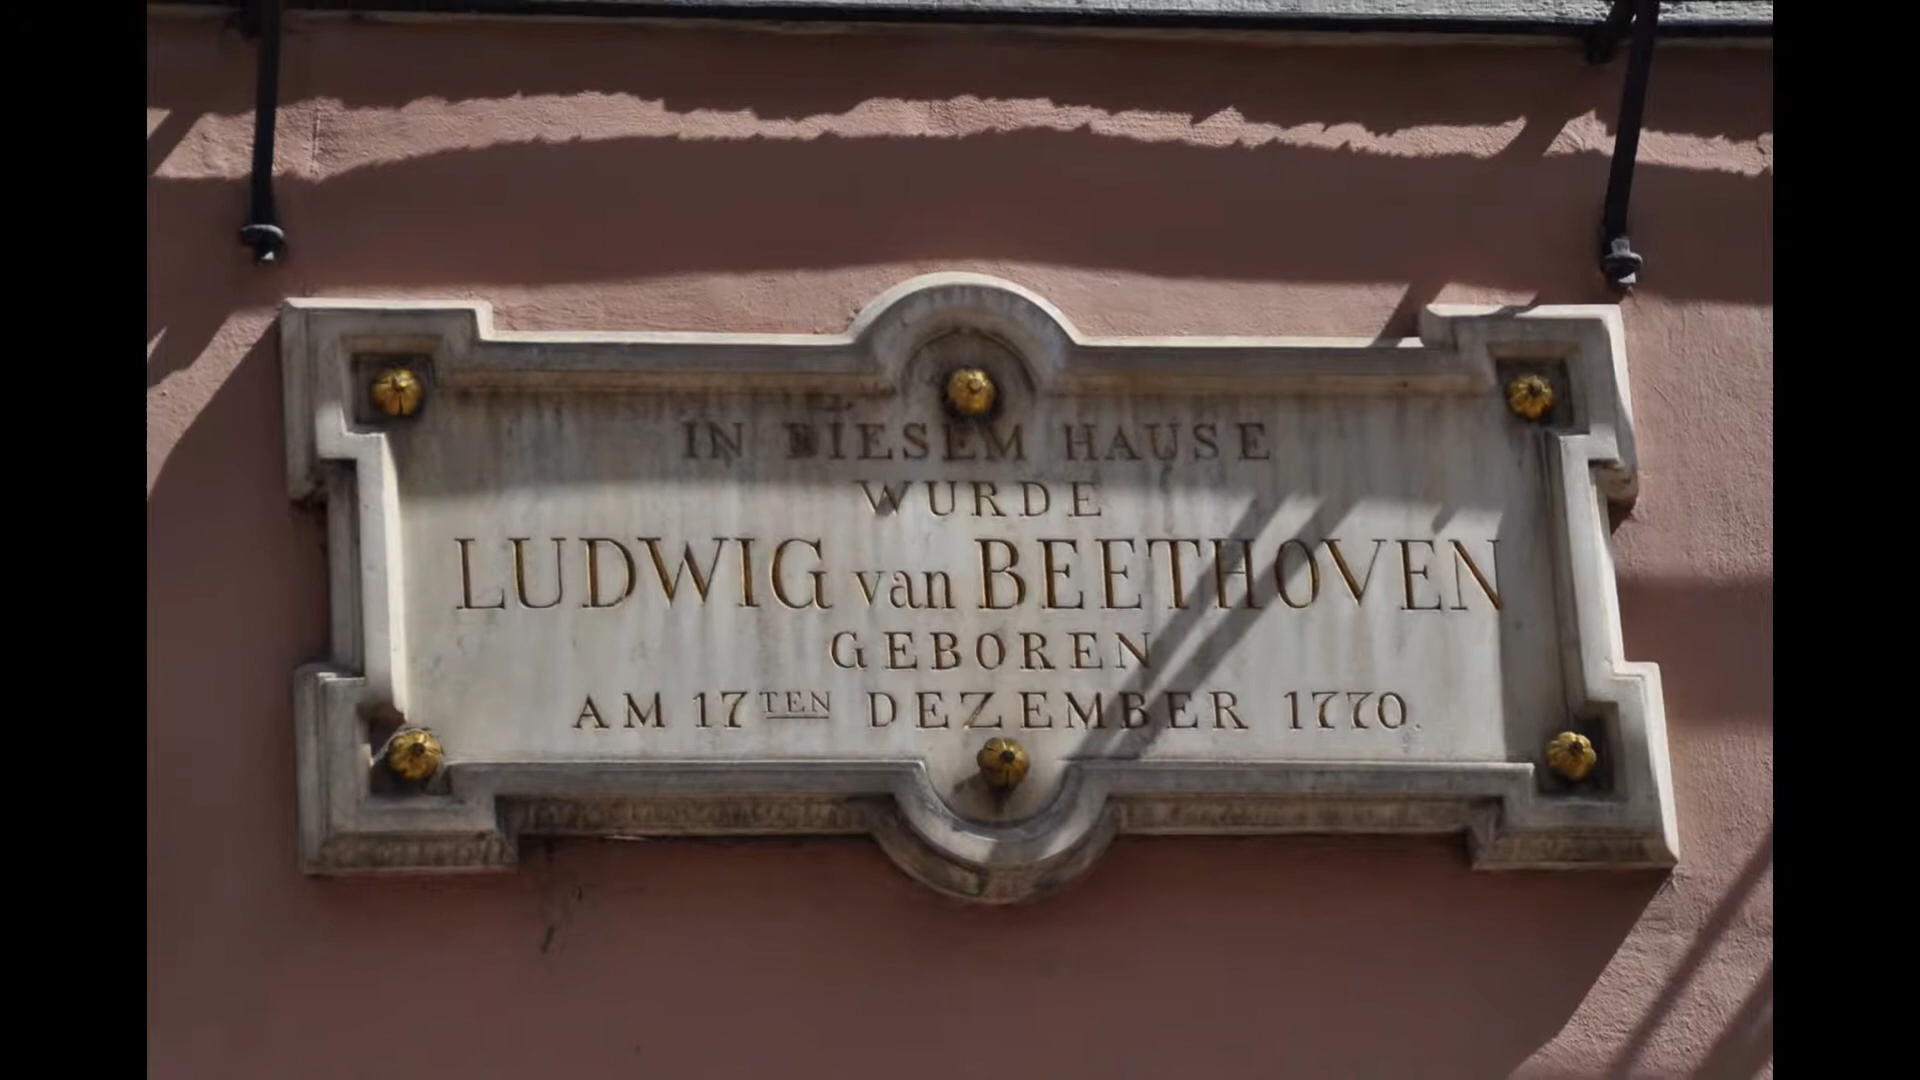 IN DIESEM HAUSE
WURDE
LUDWIG van BEETHOVEN
GEBOREN
AM 17TEN DEZEMBER 1770.